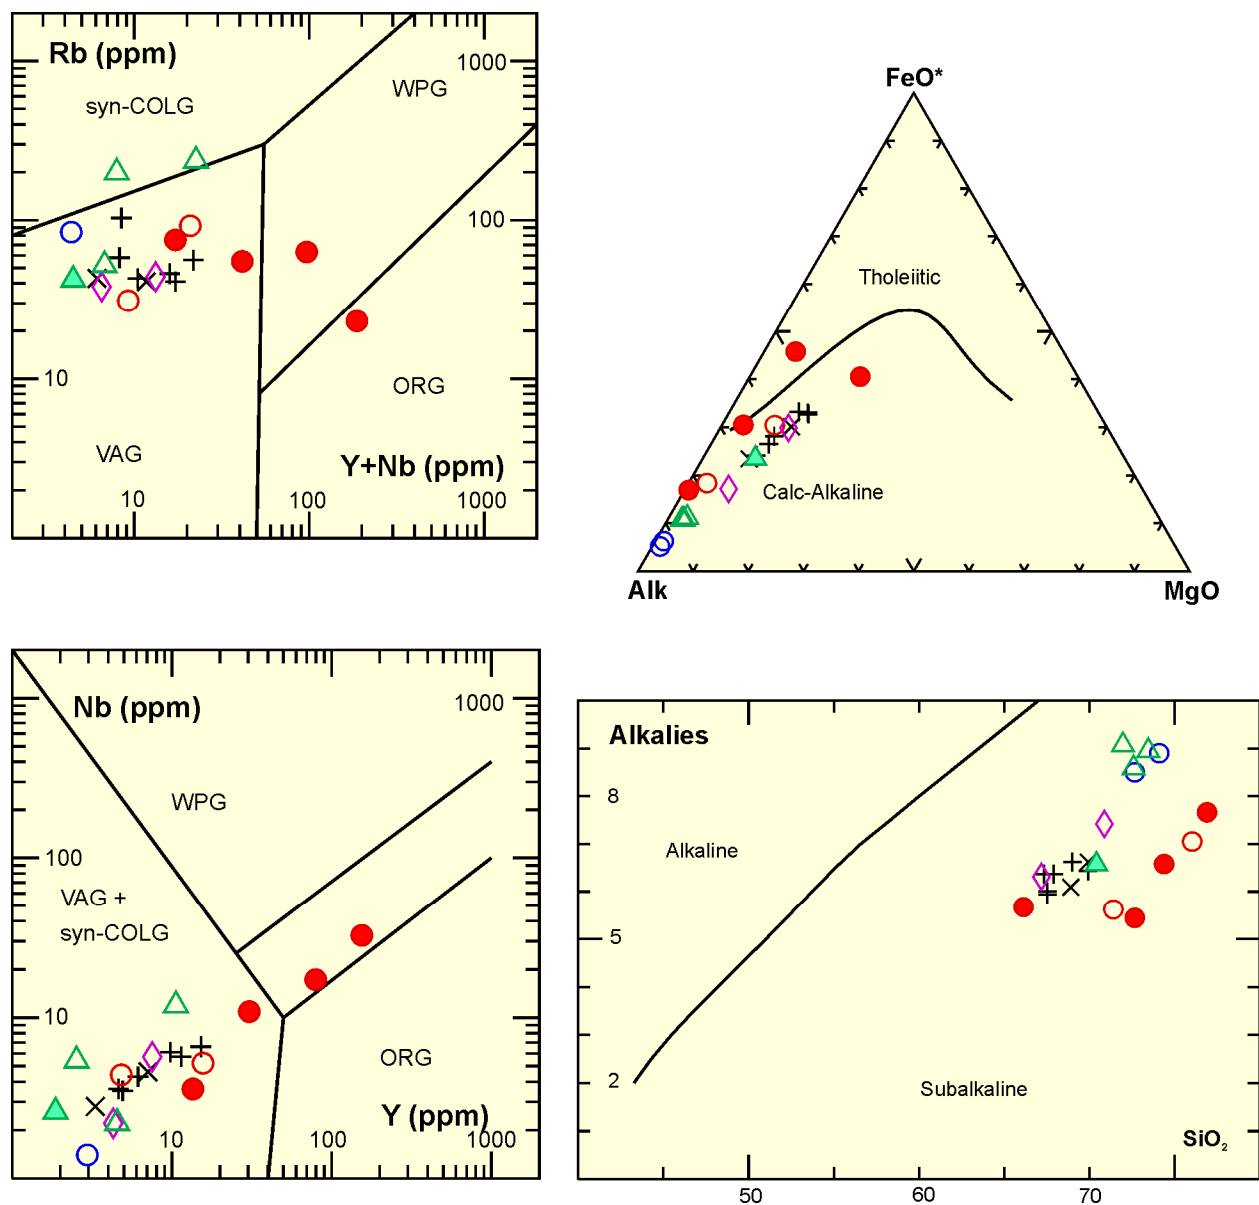 Rb (ppm)
1000
WPG
syn-COLG
100
10
ORG
VAG
Y+Nb (ppm)
10
100
1000
FeO*
Tholeiitic
Calc-Alkaline
Alk
MgO
Nb (ppm)
1000
WPG
100
VAG +
syn-COLG
10
ORG
Y (ppm)
10
100
1000
Alkalies
8
Alkaline
5
2
Subalkaline
SiO₂
50
60
70